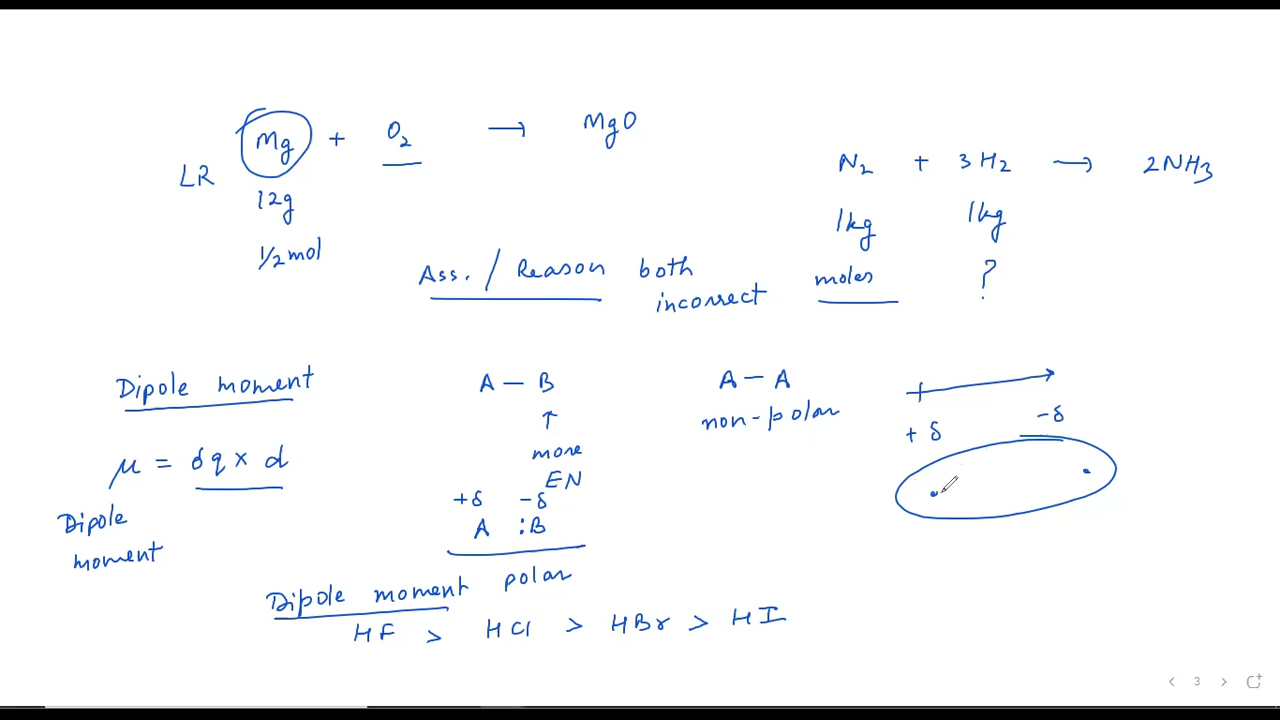 Mg + O2 → MgO
LR
12g
1/2 mol
N2 + 3H2 → 2NH3
1kg 1kg
moles ?
Ass. / Reason both
incorrect
Dipole moment
μ = δq × d
Dipole
moment
A – B
↑
more
EN
+δ -δ
A :B
polar
A – A
non-polar
+δ -δ
Dipole moment
HF > HCl > HBr > HI
3